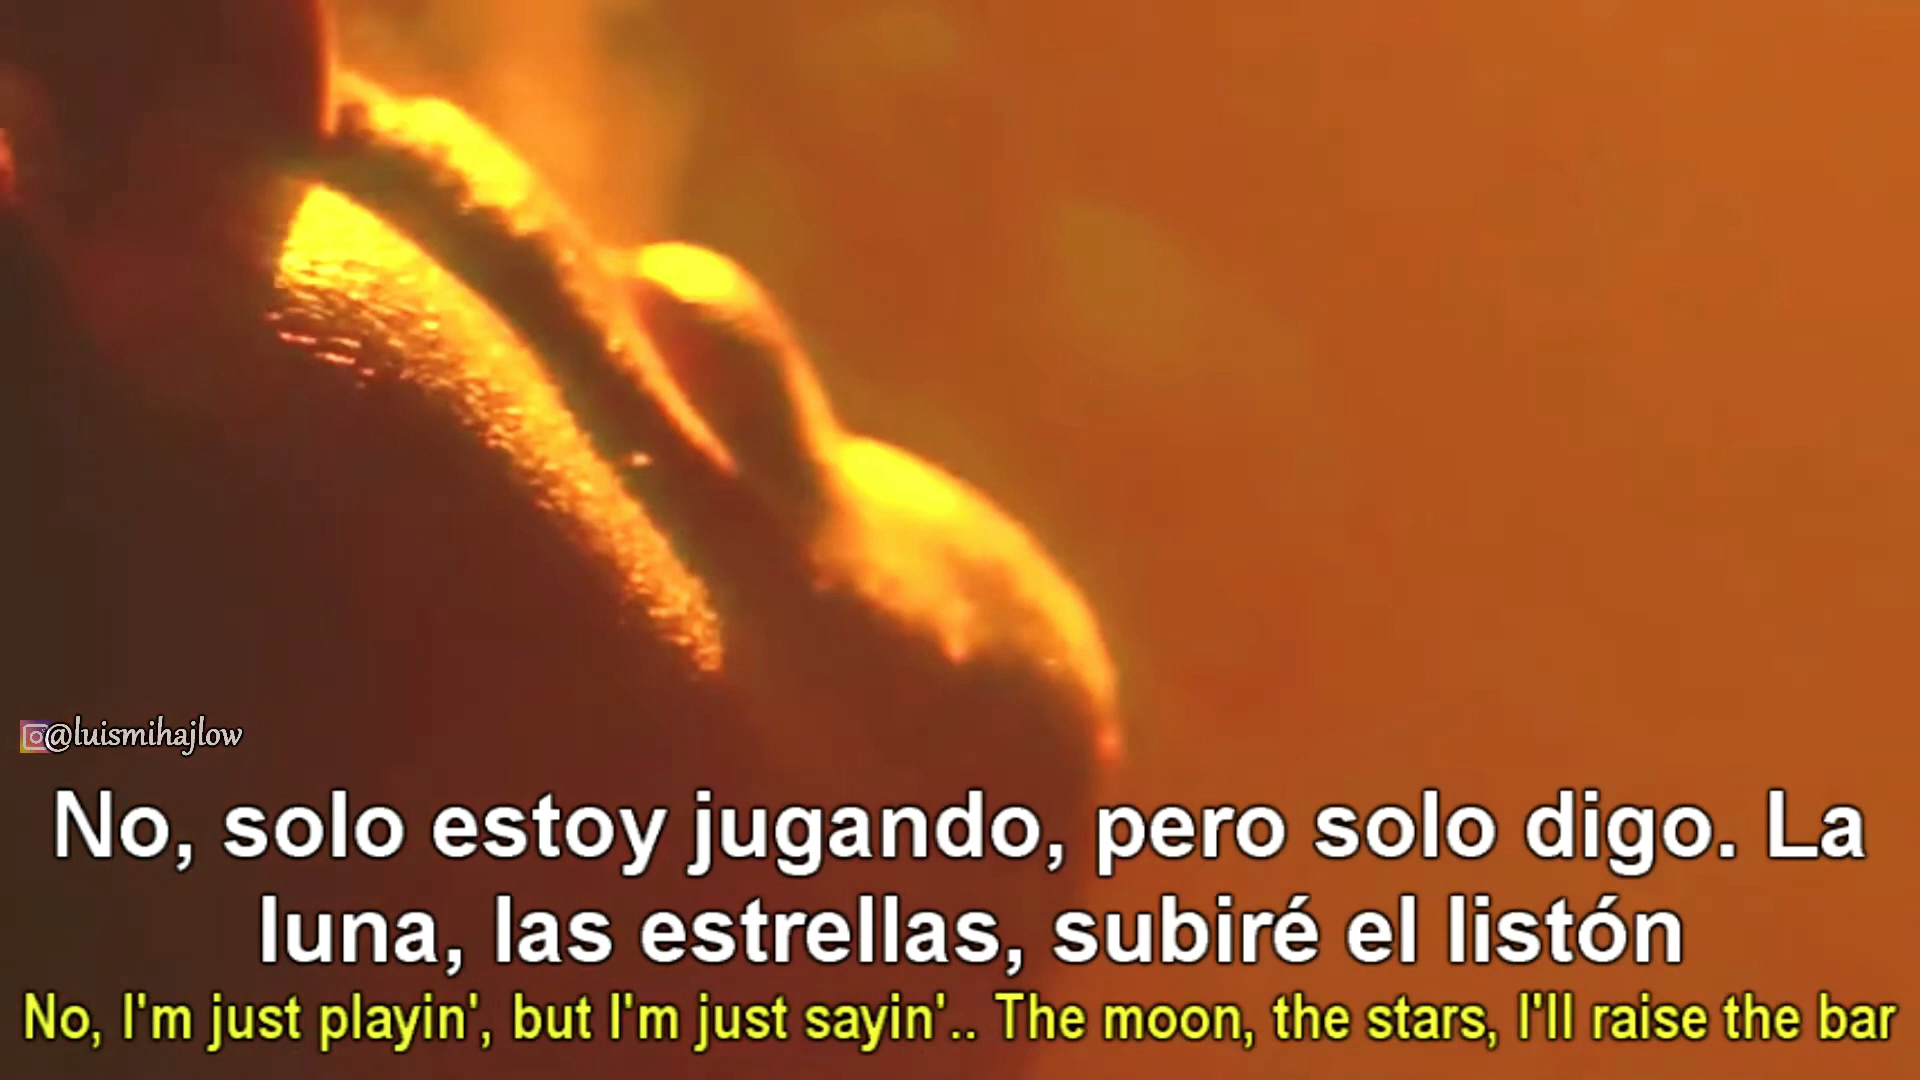 @luismihajlow
No, solo estoy jugando, pero solo digo. La
luna, las estrellas, subiré el listón
No, I'm just playin', but I'm just sayin'.. The moon, the stars, I'll raise the bar